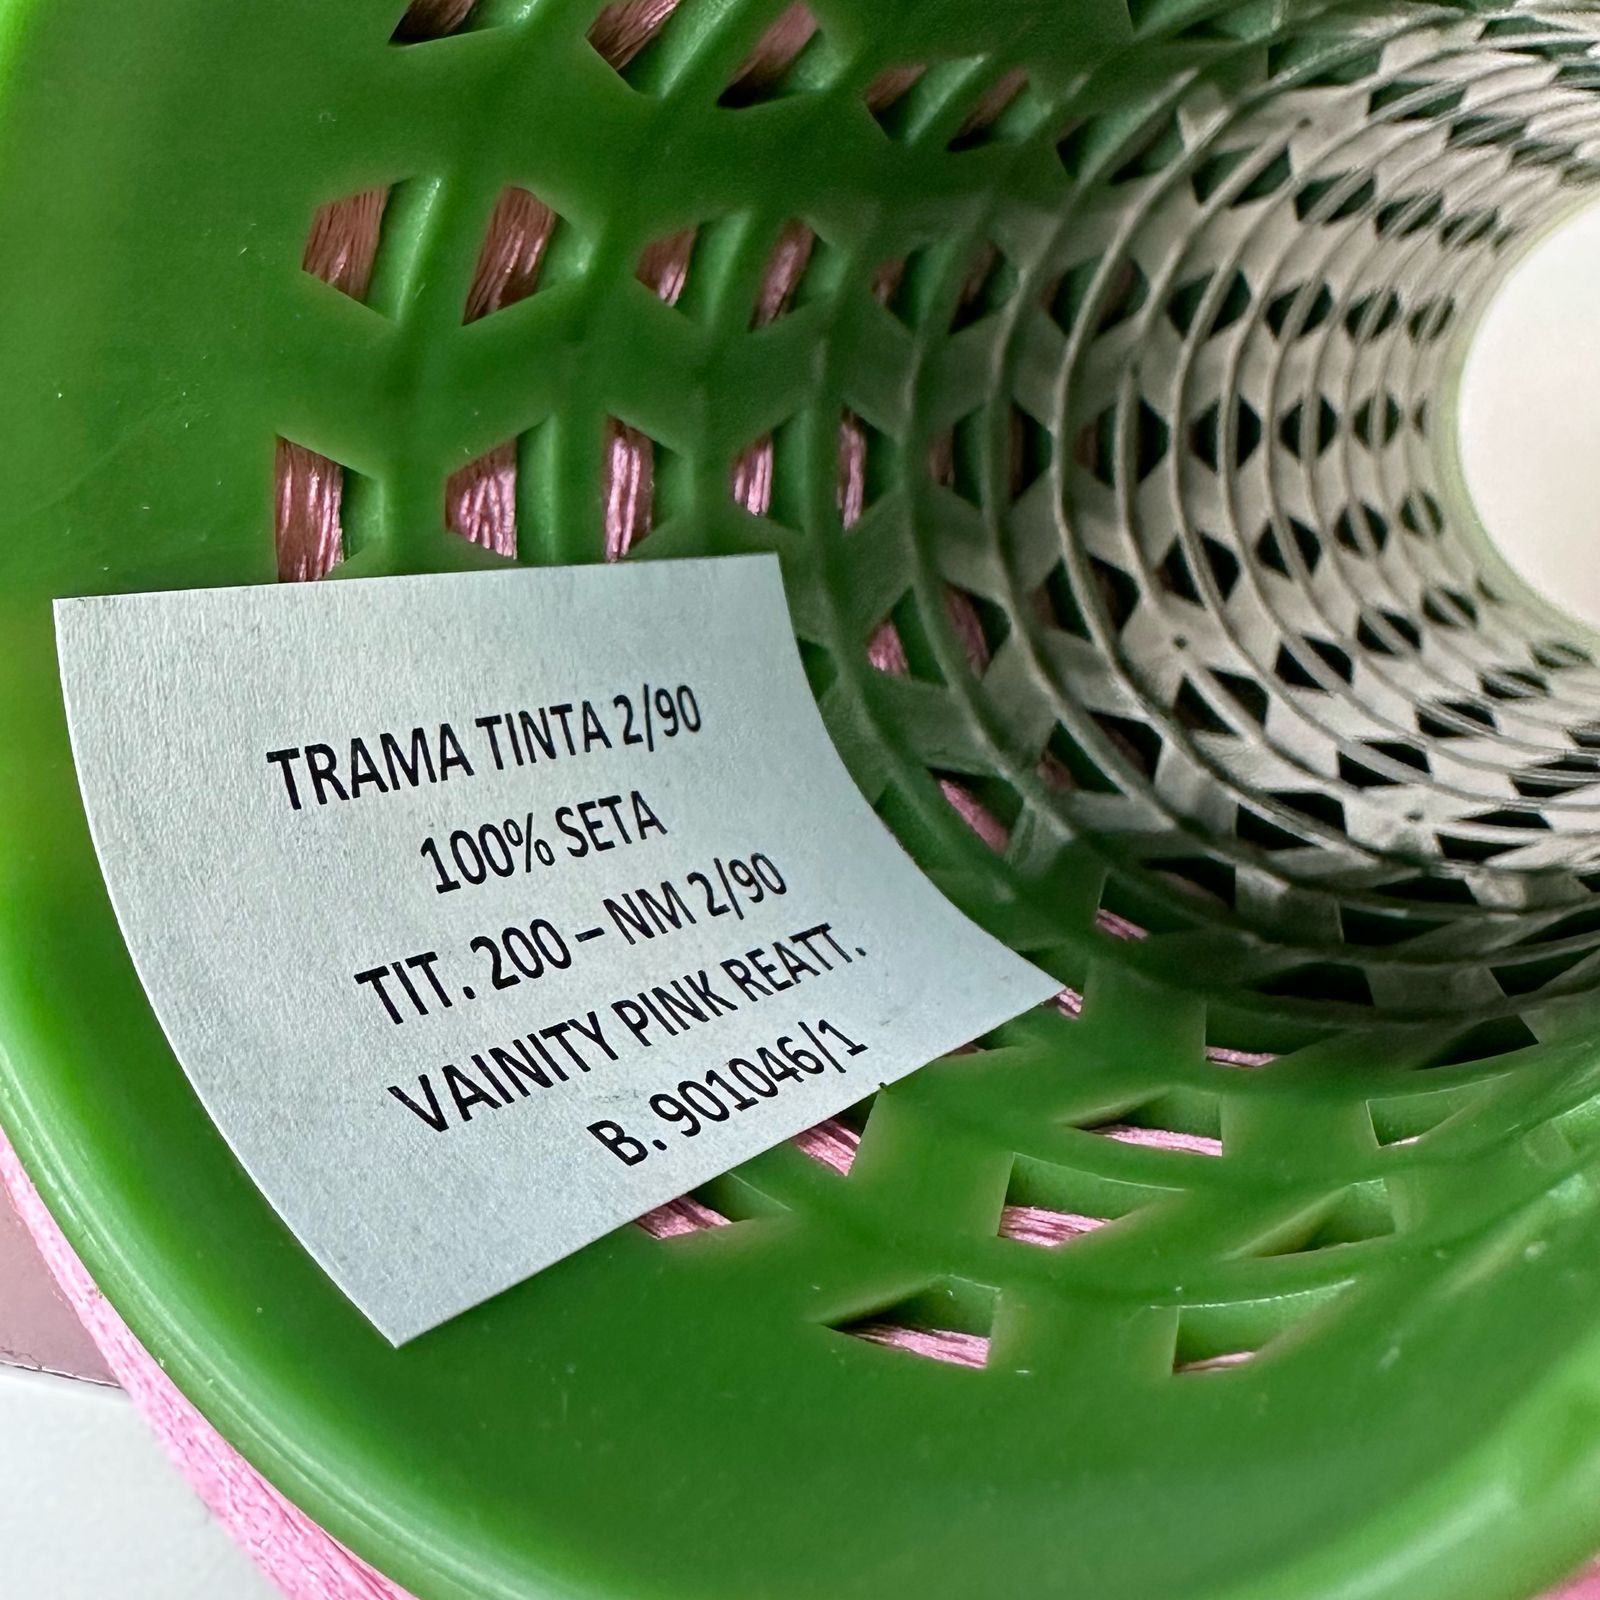 TRAMA TINTA 2/90
100% SETA
TIT. 200 – NM 2/90
VAINITY PINK REATT.
B. 901046/1